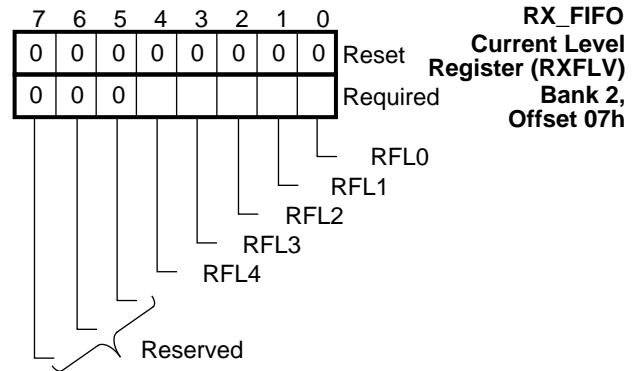 7 6 5 4 3 2 1 0
0 0 0 0 0 0 0 0 Reset
0 0 0 Required
RX_FIFO
Current Level
Register (RXFLV)
Bank 2,
Offset 07h
RFL0
RFL1
RFL2
RFL3
RFL4
Reserved